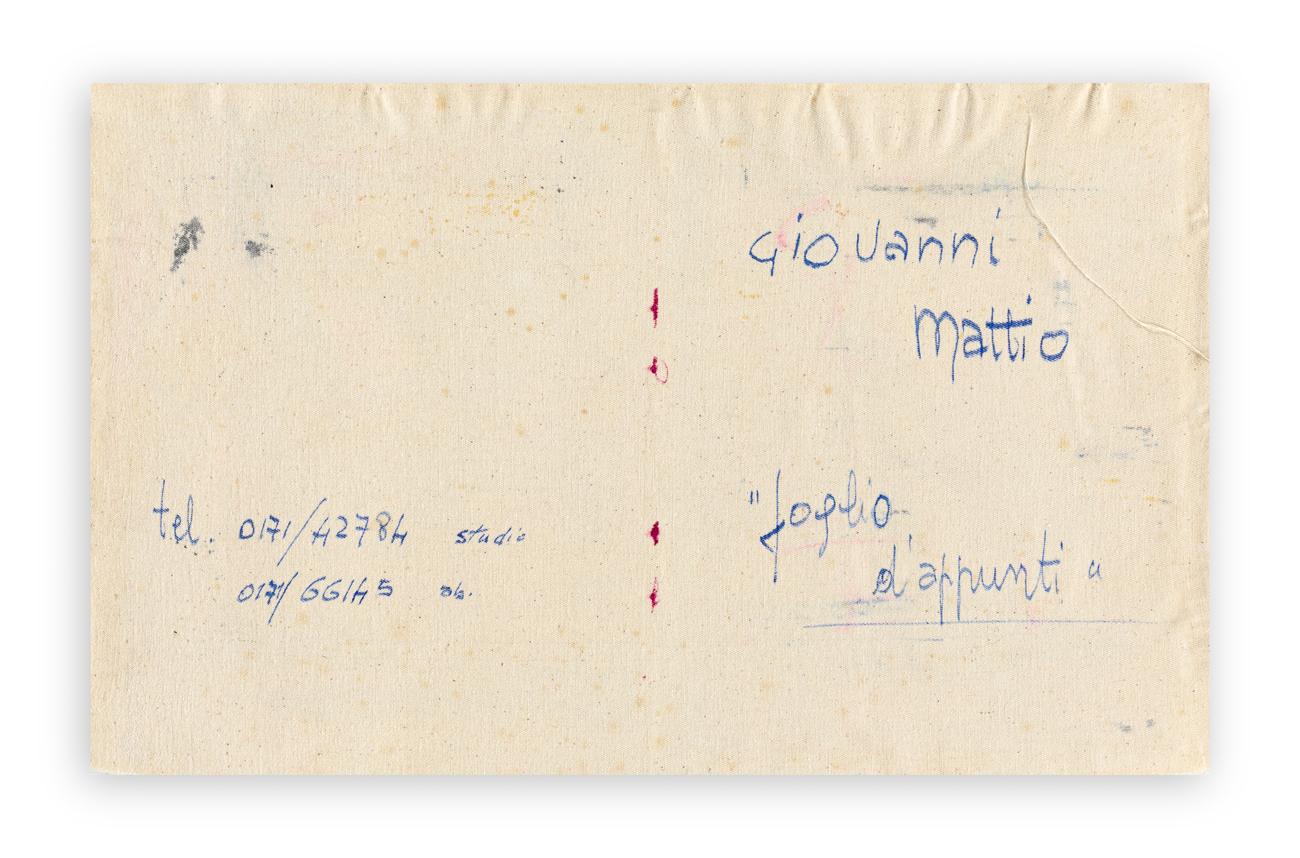 tel. 0171/42784 studio
0171/66145 ab.
Giovanni
Mattio
"foglio
d'appunti"